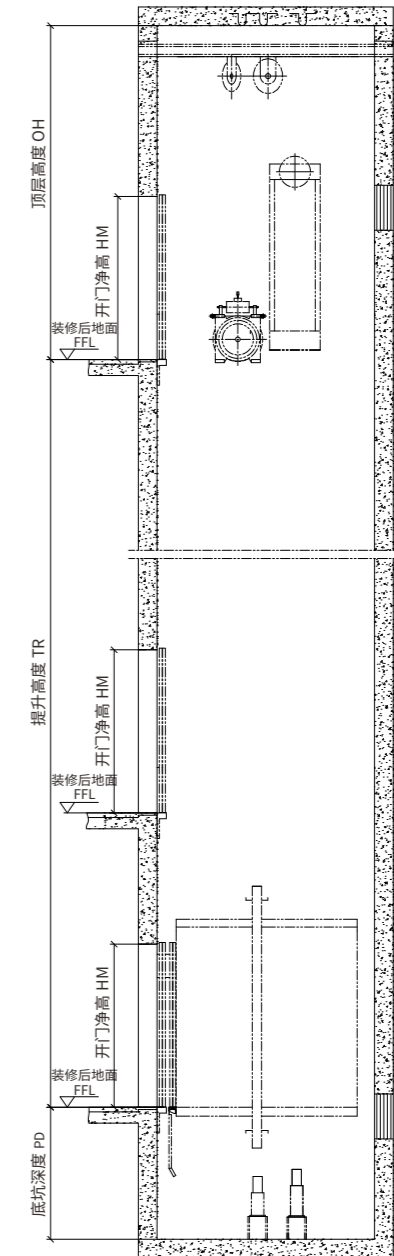 顶层高度 OH
开门净高 HM
装修后地面
FFL
提升高度 TR
开门净高 HM
装修后地面
FFL
开门净高 HM
装修后地面
FFL
底坑深度 PD